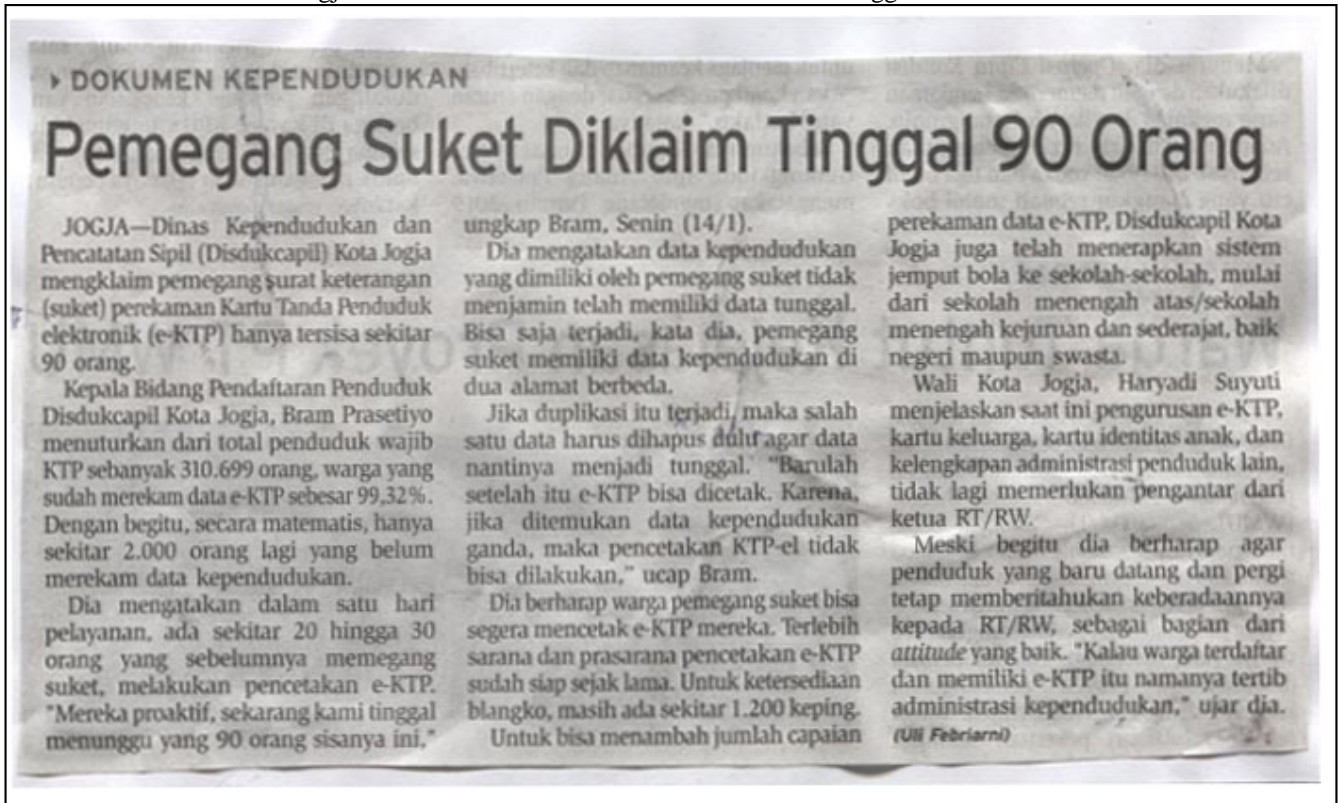 ▸ DOKUMEN KEPENDUDUKAN
Pemegang Suket Diklaim Tinggal 90 Orang
JOGJA—Dinas Kependudukan dan
Pencatatan Sipil (Disdukcapil) Kota Jogja
mengklaim pemegang surat keterangan
(suket) perekaman Kartu Tanda Penduduk
elektronik (e-KTP) hanya tersisa sekitar
90 orang.
Kepala Bidang Pendaftaran Penduduk
Disdukcapil Kota Jogja, Bram Prasetiyo
menuturkan dari total penduduk wajib
KTP sebanyak 310.699 orang, warga yang
sudah merekam data e-KTP sebesar 99,32%.
Dengan begitu, secara matematis, hanya
sekitar 2.000 orang lagi yang belum
merekam data kependudukan.
Dia mengatakan dalam satu hari
pelayanan, ada sekitar 20 hingga 30
orang yang sebelumnya memegang
suket, melakukan pencetakan e-KTP.
"Mereka proaktif, sekarang kami tinggal
menunggu yang 90 orang sisanya ini,"
ungkap Bram, Senin (14/1).
Dia mengatakan data kependudukan
yang dimiliki oleh pemegang suket tidak
menjamin telah memiliki data tunggal.
Bisa saja terjadi, kata dia, pemegang
suket memiliki data kependudukan di
dua alamat berbeda.
Jika duplikasi itu terjadi, maka salah
satu data harus dihapus dulu agar data
nantinya menjadi tunggal. "Barulah
setelah itu e-KTP bisa dicetak. Karena,
jika ditemukan data kependudukan
ganda, maka pencetakan KTP-el tidak
bisa dilakukan," ucap Bram.
Dia berharap warga pemegang suket bisa
segera mencetak e-KTP mereka. Terlebih
sarana dan prasarana pencetakan e-KTP
sudah siap sejak lama. Untuk ketersediaan
blangko, masih ada sekitar 1.200 keping.
Untuk bisa menambah jumlah capaian
perekaman data e-KTP, Disdukcapil Kota
Jogja juga telah menerapkan sistem
jemput bola ke sekolah-sekolah, mulai
dari sekolah menengah atas/sekolah
menengah kejuruan dan sederajat, baik
negeri maupun swasta.
Wali Kota Jogja, Haryadi Suyuti
menjelaskan saat ini pengurusan e-KTP,
kartu keluarga, kartu identitas anak, dan
kelengkapan administrasi penduduk lain,
tidak lagi memerlukan pengantar dari
ketua RT/RW.
Meski begitu dia berharap agar
penduduk yang baru datang dan pergi
tetap memberitahukan keberadaannya
kepada RT/RW, sebagai bagian dari
attitude yang baik. "Kalau warga terdaftar
dan memiliki e-KTP itu namanya tertib
administrasi kependudukan," ujar dia.
(Uli Febriarni)